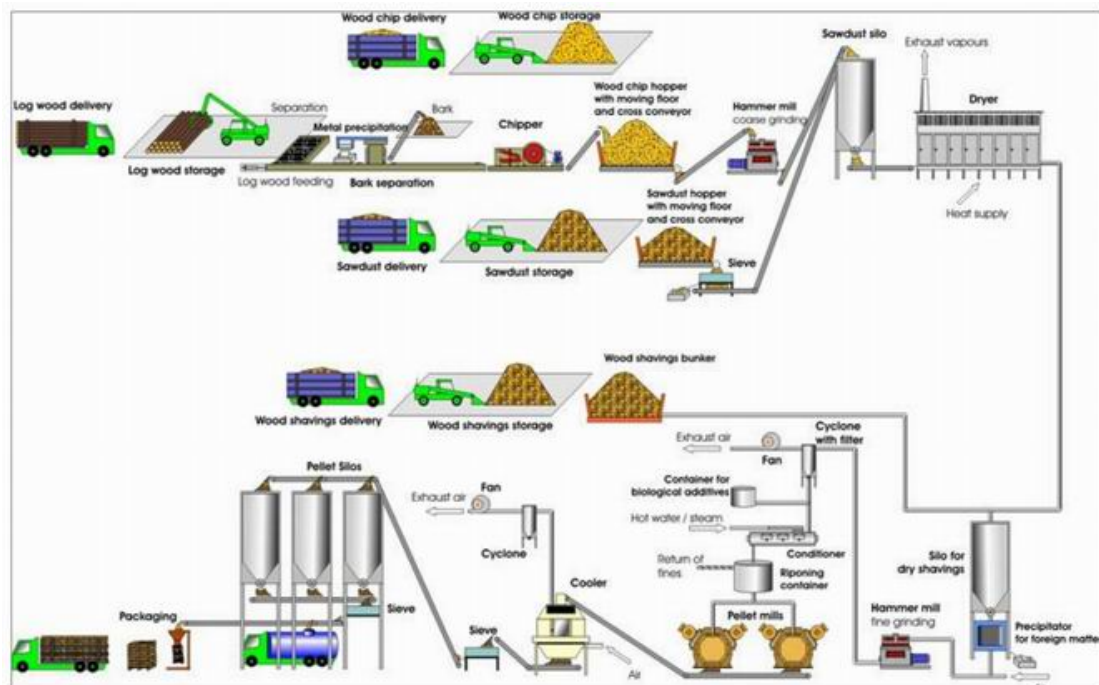 Wood chip delivery
Wood chip storage
Sawdust silo
Exhaust vapours
Log wood delivery
Separation
Metal precipitation
Bark
Chipper
Wood chip hopper
with moving floor
and cross conveyor
Hammer mill
coarse grinding
Dryer
Log wood storage
Log wood feeding
Bark separation
Heat supply
Sawdust hopper
with moving floor
and cross conveyor
Sawdust delivery
Sawdust storage
Sieve
Wood shavings bunker
Wood shavings delivery
Wood shavings storage
Exhaust air
Fan
Cyclone
with filter
Pellet Silos
Exhaust air
Fan
Container for
biological additives
Hot water / steam
Cyclone
Conditioner
Return of
fines
Riponing
container
Silo for
dry shavings
Cooler
Packaging
Sieve
Sieve
Pellet mills
Hammer mill
fine grinding
Precipitator
for foreign matter
Air